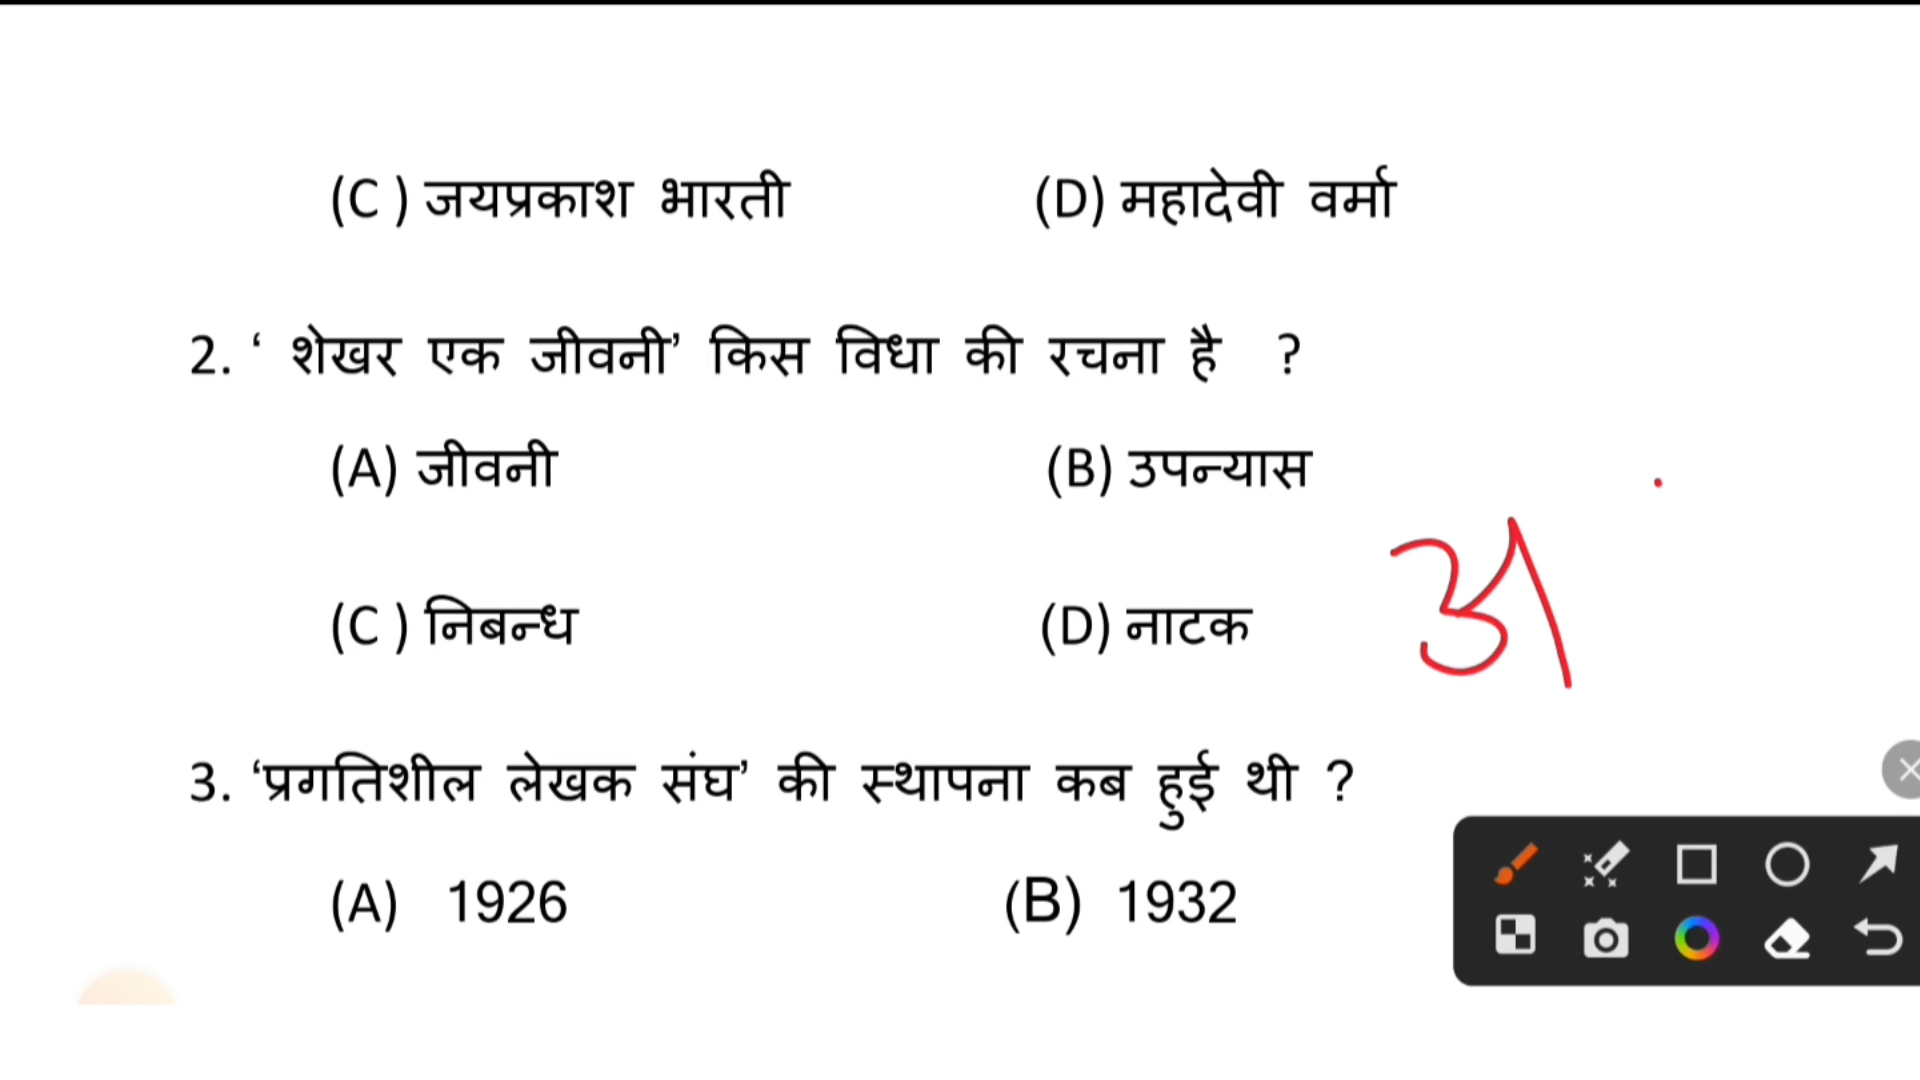 (C ) जयप्रकाश भारती (D) महादेवी वर्मा
2. ‘ शेखर एक जीवनी’ किस विधा की रचना है ?
(A) जीवनी (B) उपन्यास
(C ) निबन्ध (D) नाटक
3. ‘प्रगतिशील लेखक संघ’ की स्थापना कब हुई थी ?
(A) 1926 (B) 1932